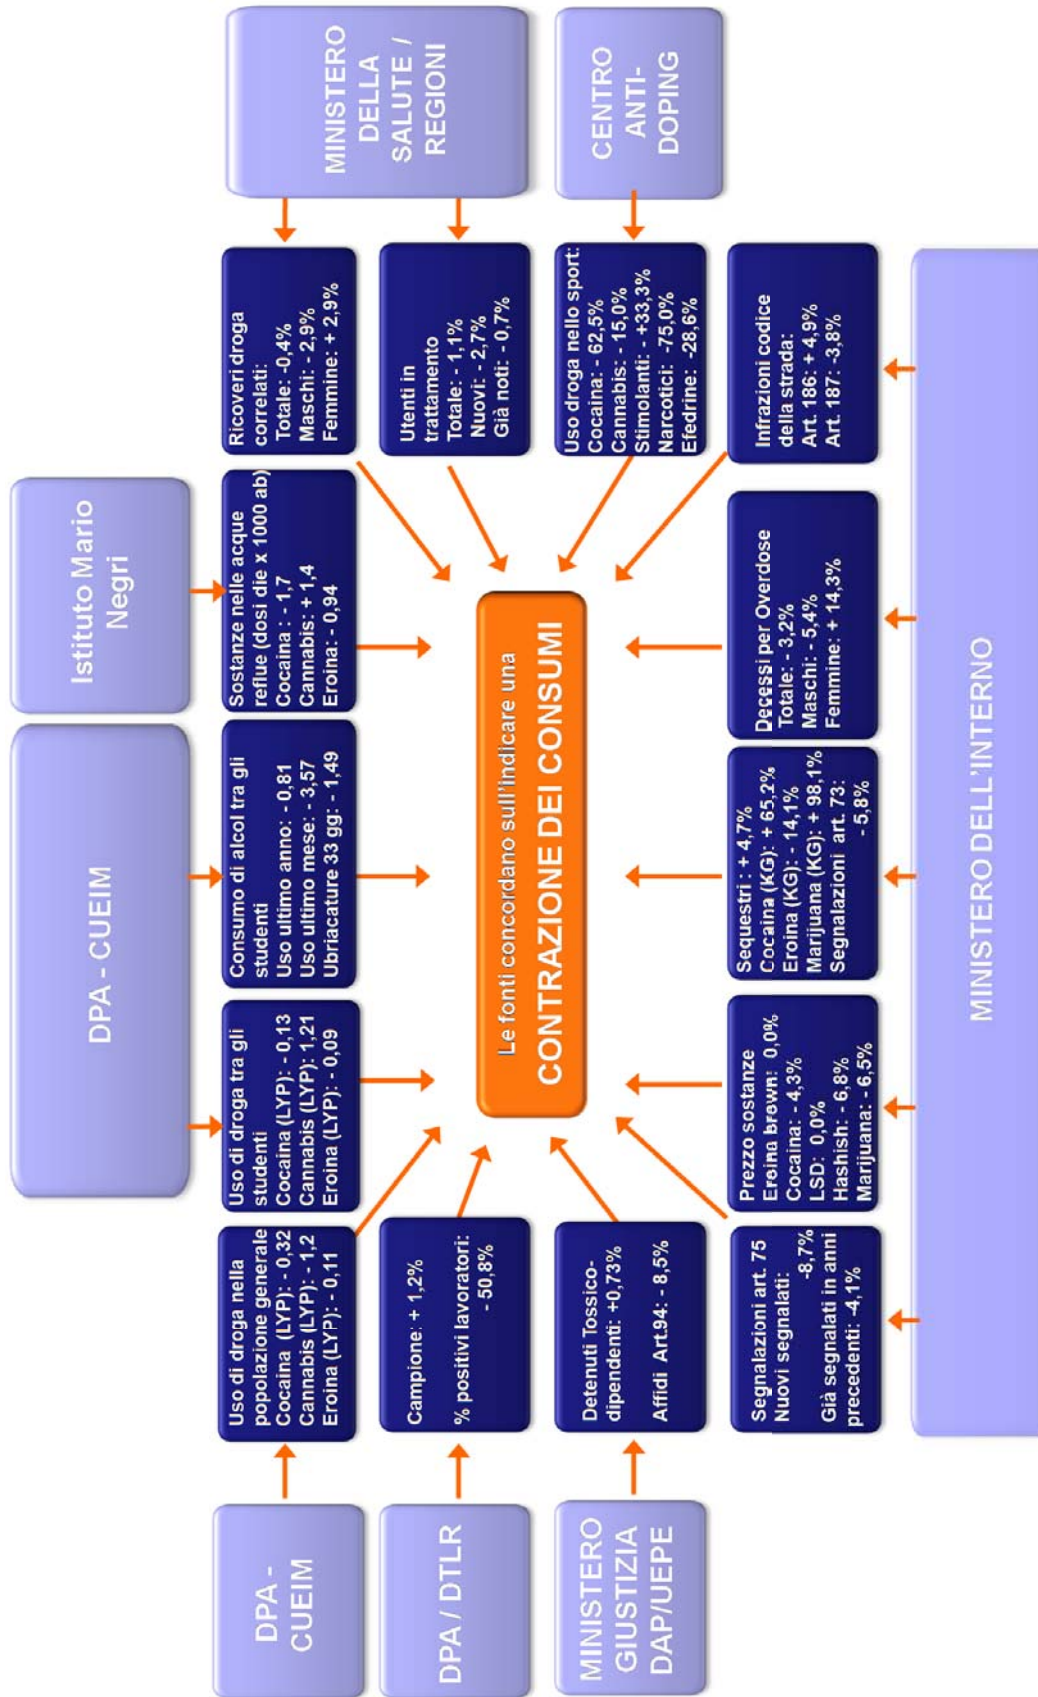 DPA - CUEIM
Istituto Mario
Negri
DPA -
CUEIM
Uso di droga nella
popolazione generale
Cocaina (LYP): - 0,32
Cannabis (LYP): - 1,2
Eroina (LYP): - 0,11
Uso di droga tra gli
studenti
Cocaina (LYP): - 0,13
Cannabis (LYP): 1,21
Eroina (LYP): - 0,09
Consumo di alcol tra gli
studenti
Uso ultimo anno: - 0,81
Uso ultimo mese: - 3,57
Ubriacature 33 gg: - 1,49
Sostanze nelle acque
reflue (dosi die x 1000 ab)
Cocaina : - 1,7
Cannabis: + 1,4
Eroina: - 0,94
Ricoveri droga
correlati:
Totale: -0,4%
Maschi: - 2,9%
Femmine: + 2,9%
MINISTERO
DELLA
SALUTE /
REGIONI
DPA / DTLR
Campione: + 1,2%
% positivi lavoratori:
- 50,8%
Le fonti concordano sull'indicare una
CONTRAZIONE DEI CONSUMI
Utenti in
trattamento
Totale: - 1,1%
Nuovi: - 2,7%
Già noti: - 0,7%
MINISTERO
GIUSTIZIA
DAP/UEPE
Detenuti Tossico-
dipendenti: +0,73%
Affidi Art.94: - 8,5%
Uso droga nello sport:
Cocaina: - 62,5%
Cannabis: - 15,0%
Stimolanti: - +33,3%
Narcotici: -75,0%
Efedrine: -28,6%
CENTRO
ANTI-
DOPING
Segnalazioni art. 75
Nuovi segnalati:
-8,7%
Già segnalati in anni
precedenti: -4,1%
Prezzo sostanze
Eroina brown: 0,0%
Cocaina: - 4,3%
LSD: 0,0%
Hashish: - 6,8%
Marijuana: - 6,5%
Sequestri : + 4,7%
Cocaina (KG): + 65,2%
Eroina (KG): - 14,1%
Marijuana (KG): + 98,1%
Segnalazioni art. 73:
- 5,8%
Decessi per Overdose
Totale: - 3,2%
Maschi: - 5,4%
Femmine: + 14,3%
Infrazioni codice
della strada:
Art. 186: + 4,9%
Art. 187: -3,8%
MINISTERO DELL'INTERNO